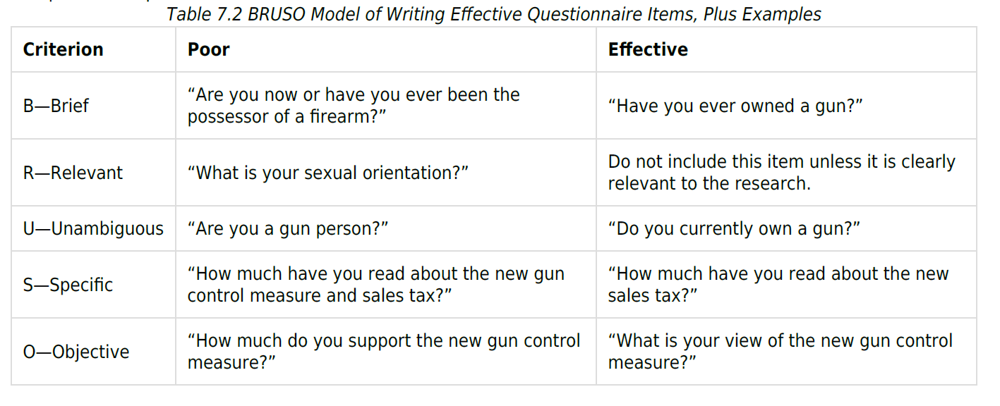 Table 7.2 BRUSO Model of Writing Effective Questionnaire Items, Plus Examples
Criterion Poor Effective
B—Brief
“Are you now or have you ever been the
possessor of a firearm?”
“Have you ever owned a gun?”
R—Relevant
“What is your sexual orientation?”
Do not include this item unless it is clearly
relevant to the research.
U—Unambiguous
“Are you a gun person?”
“Do you currently own a gun?”
S—Specific
“How much have you read about the new gun
control measure and sales tax?”
“How much have you read about the new
sales tax?”
O—Objective
“How much do you support the new gun control
measure?”
“What is your view of the new gun control
measure?”